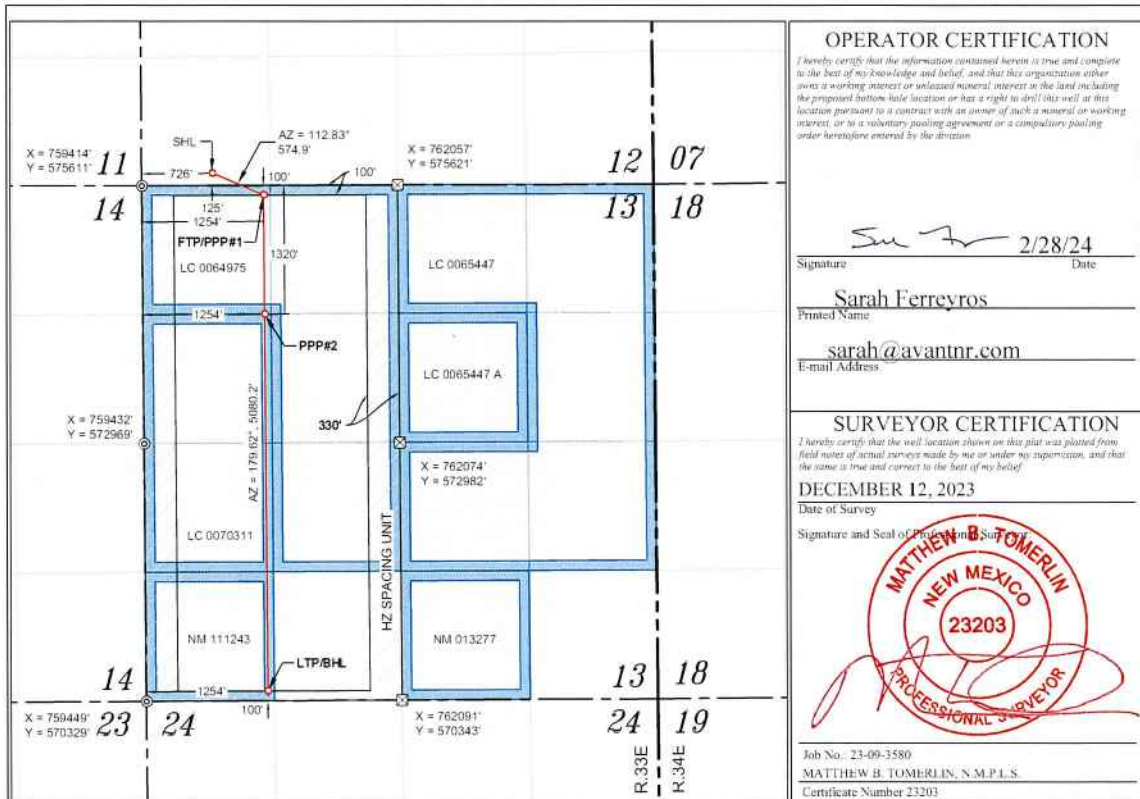 SHL
AZ = 112.83°
574.9'
X = 759414'
Y = 575611'
11
726'
100'
100'
X = 762057'
Y = 575621'
12
07
14
125'
1254'
13
18
FTP/PPP#1
1320'
LC 0064975
LC 0065447
1254'
PPP#2
LC 0065447 A
X = 759432'
Y = 572969'
AZ = 179.62°, 5080.2'
330'
X = 762074'
Y = 572982'
LC 0070311
HZ SPACING UNIT
NM 111243
NM 013277
LTP/BHL
14
1254'
13
18
100'
X = 759449'
Y = 570329'
23
24
X = 762091'
Y = 570343'
24
19
R.33E
R.34E
OPERATOR CERTIFICATION
I hereby certify that the information contained herein is true and complete
to the best of my knowledge and belief, and that this organization either
owns a working interest or unleased mineral interest in the land including
the proposed bottom hole location or has a right to drill this well at this
location pursuant to a contract with an owner of such a mineral or working
interest, or to a voluntary pooling agreement or a compulsory pooling
order heretofore entered by the division
2/28/24
Signature Date
Sarah Ferreyros
Printed Name
sarah@avantnr.com
E-mail Address
SURVEYOR CERTIFICATION
I hereby certify that the well location shown on this plat was plotted from
field notes of actual surveys made by me or under my supervision, and that
the same is true and correct to the best of my belief
DECEMBER 12, 2023
Date of Survey
Signature and Seal of Professional Surveyor:
MATTHEW B. TOMERLIN
NEW MEXICO
23203
PROFESSIONAL SURVEYOR
Job No.: 23-09-3580
MATTHEW B. TOMERLIN, N.M.P.L.S.
Certificate Number 23203